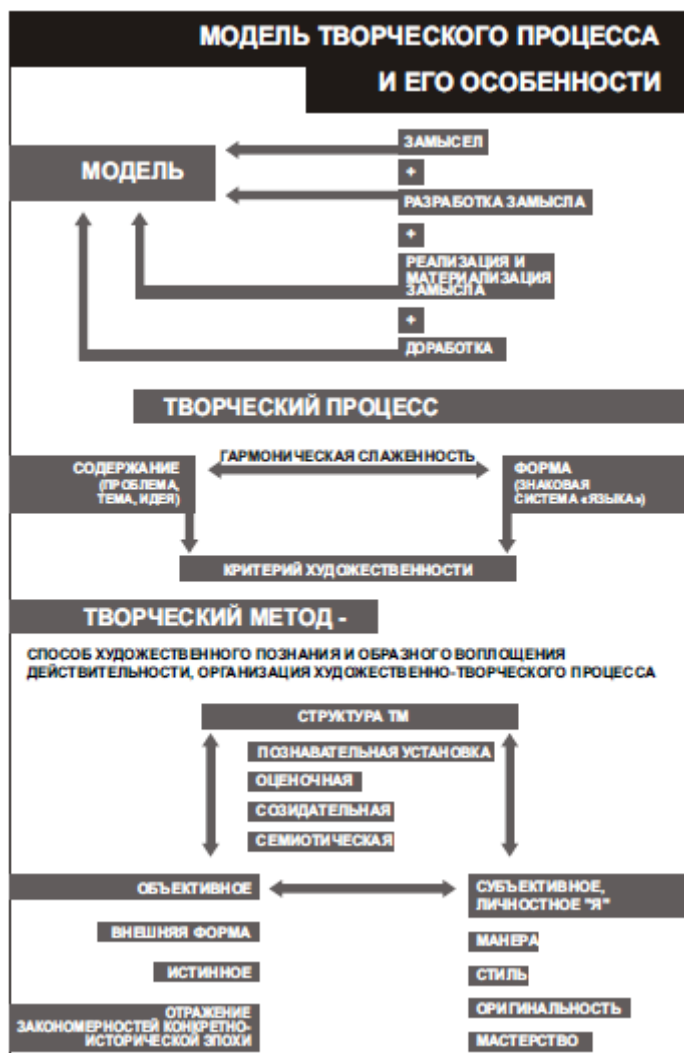 МОДЕЛЬ ТВОРЧЕСКОГО ПРОЦЕССА
И ЕГО ОСОБЕННОСТИ
МОДЕЛЬ
ЗАМЫСЕЛ
+
РАЗРАБОТКА ЗАМЫСЛА
+
РЕАЛИЗАЦИЯ И
МАТЕРИАЛИЗАЦИЯ
ЗАМЫСЛА
+
ДОРАБОТКА
ТВОРЧЕСКИЙ ПРОЦЕСС
ГАРМОНИЧЕСКАЯ СЛАЖЕННОСТЬ
СОДЕРЖАНИЕ
(ПРОБЛЕМА,
ТЕМА, ИДЕЯ)
ФОРМА
(ЗНАКОВАЯ
СИСТЕМА «ЯЗЫКА»)
КРИТЕРИЙ ХУДОЖЕСТВЕННОСТИ
ТВОРЧЕСКИЙ МЕТОД -
СПОСОБ ХУДОЖЕСТВЕННОГО ПОЗНАНИЯ И ОБРАЗНОГО ВОПЛОЩЕНИЯ
ДЕЙСТВИТЕЛЬНОСТИ, ОРГАНИЗАЦИЯ ХУДОЖЕСТВЕННО-ТВОРЧЕСКОГО ПРОЦЕССА
СТРУКТУРА ТМ
ПОЗНАВАТЕЛЬНАЯ УСТАНОВКА
ОЦЕНОЧНАЯ
СОЗИДАТЕЛЬНАЯ
СЕМИОТИЧЕСКАЯ
ОБЪЕКТИВНОЕ
ВНЕШНЯЯ ФОРМА
ИСТИННОЕ
ОТРАЖЕНИЕ
ЗАКОНОМЕРНОСТЕЙ КОНКРЕТНО-
ИСТОРИЧЕСКОЙ ЭПОХИ
СУБЪЕКТИВНОЕ,
ЛИЧНОСТНОЕ "Я"
МАНЕРА
СТИЛЬ
ОРИГИНАЛЬНОСТЬ
МАСТЕРСТВО